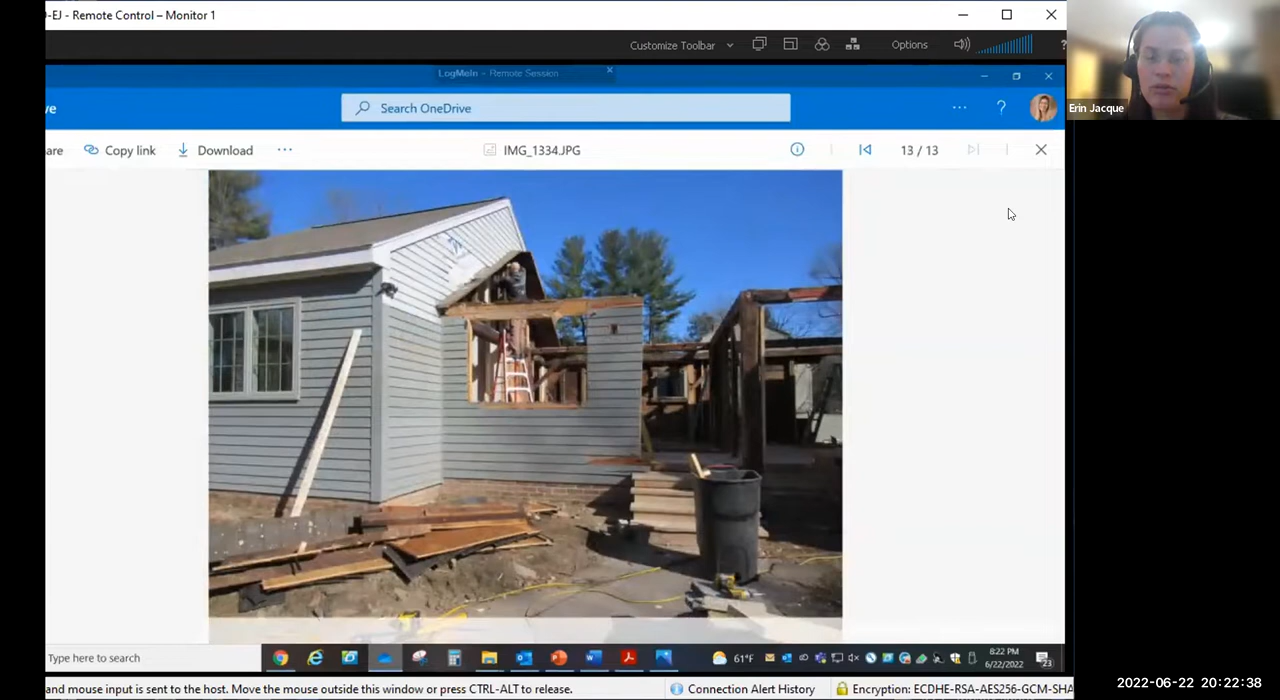 D-EJ - Remote Control – Monitor 1
Customize Toolbar
Options
?
LogMeIn - Remote Session
ve
Search OneDrive
?
Erin Jacque
are
Copy link
Download
IMG_1334.JPG
13 / 13
Type here to search
61°F
8:22 PM
6/22/2022
23
and mouse input is sent to the host. Move the mouse outside this window or press CTRL-ALT to release.
Connection Alert History
Encryption: ECDHE-RSA-AES256-GCM-SHA
2022-06-22 20:22:38